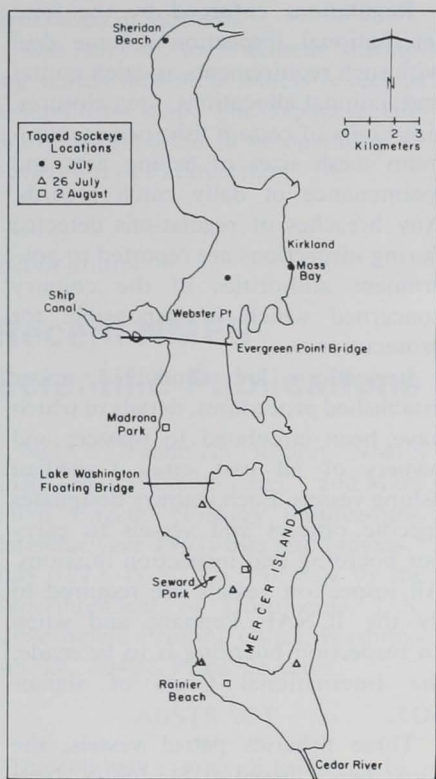 Sheridan
Beach
N
0 1 2 3
Kilometers
Tagged Sockeye
Locations
9 July
26 July
2 August
Kirkland
Moss
Bay
Ship
Canal
Webster Pt
Evergreen Point Bridge
Madrona
Park
Lake Washington
Floating Bridge
MERCER ISLAND
Seward
Park
Rainier
Beach
Cedar River